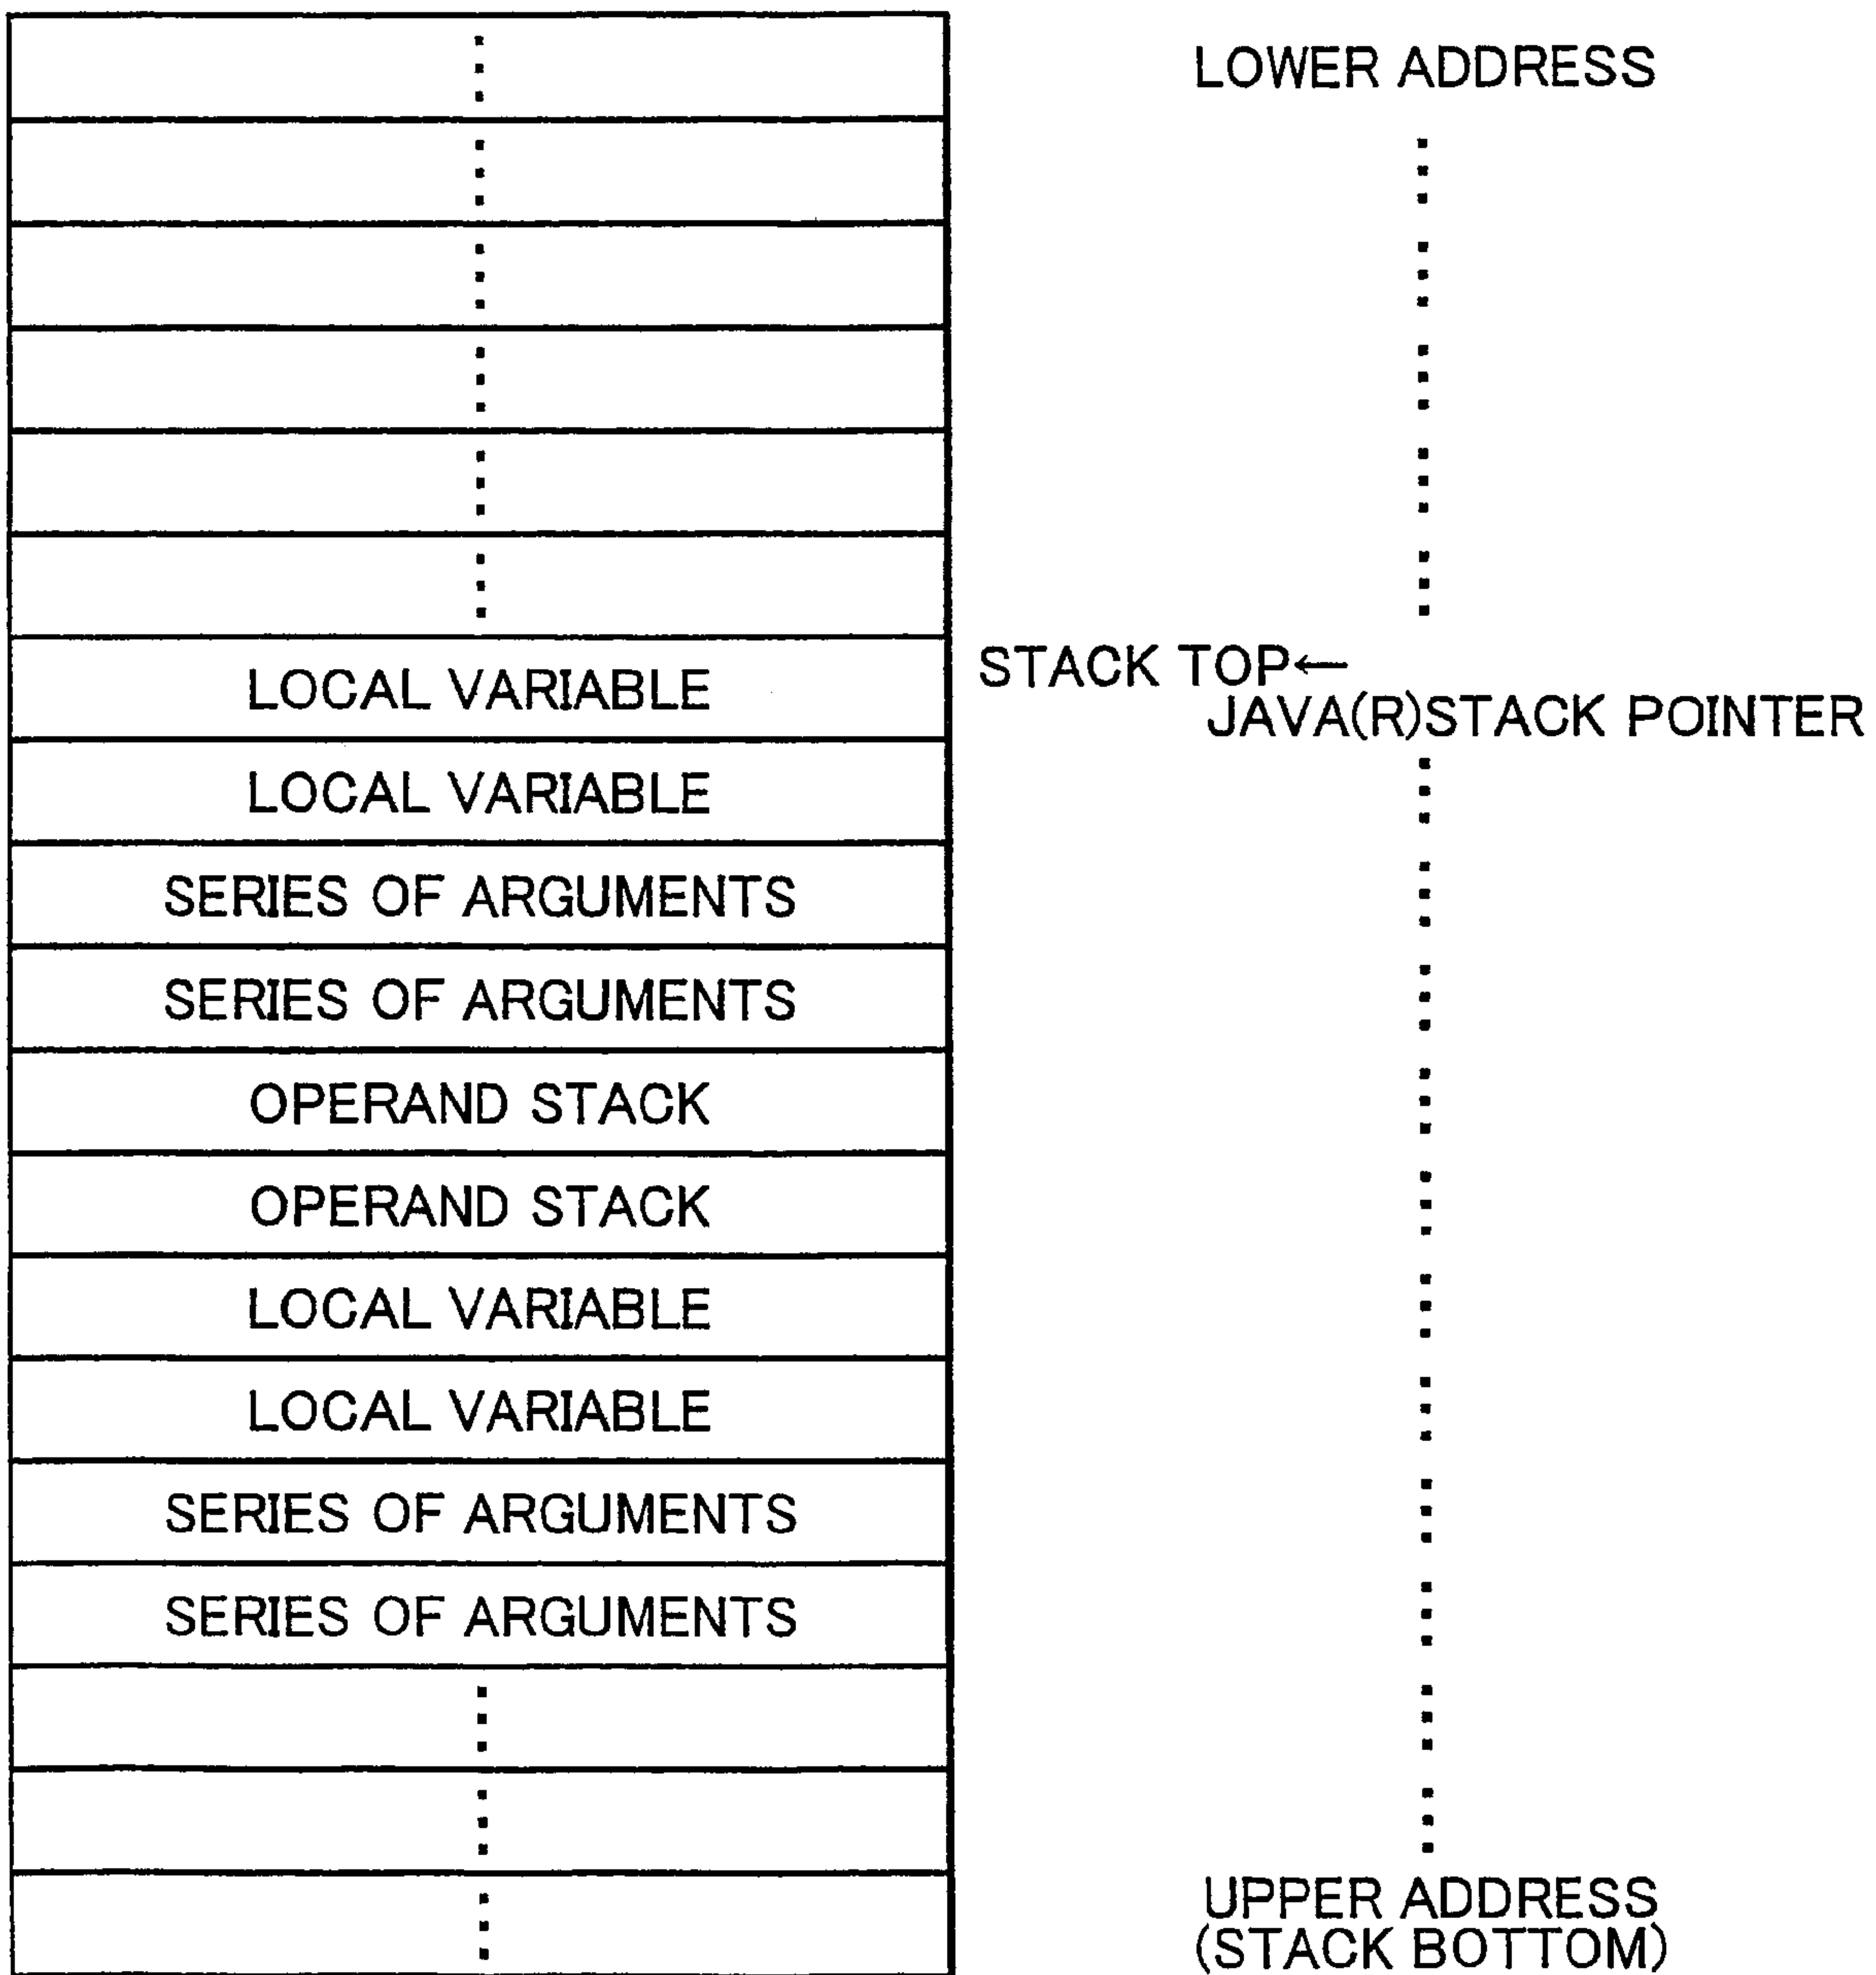 LOWER ADDRESS
LOCAL VARIABLE
STACK TOP←
JAVA(R)STACK POINTER
LOCAL VARIABLE
SERIES OF ARGUMENTS
SERIES OF ARGUMENTS
OPERAND STACK
OPERAND STACK
LOCAL VARIABLE
LOCAL VARIABLE
SERIES OF ARGUMENTS
SERIES OF ARGUMENTS
UPPER ADDRESS
(STACK BOTTOM)